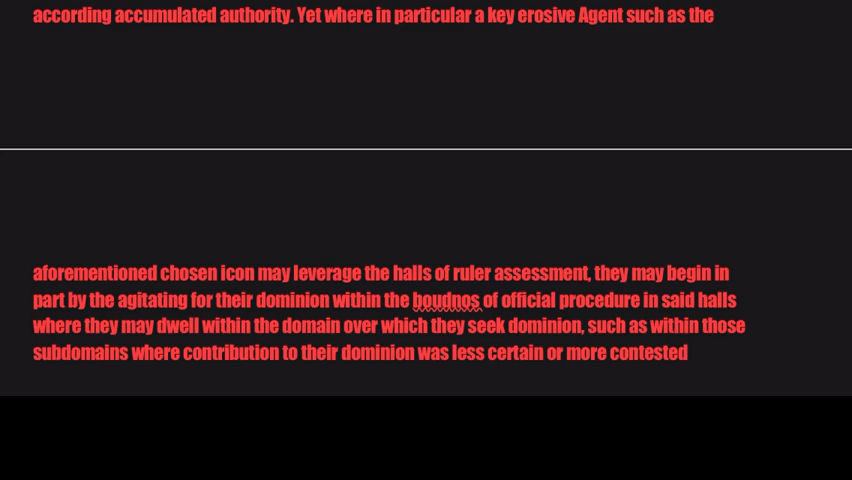 according accumulated authority. Yet where in particular a key erosive Agent such as the
aforementioned chosen icon may leverage the halls of ruler assessment, they may begin in
part by the agitating for their dominion within the boudnos of official procedure in said halls
where they may dwell within the domain over which they seek dominion, such as within those
subdomains where contribution to their dominion was less certain or more contested